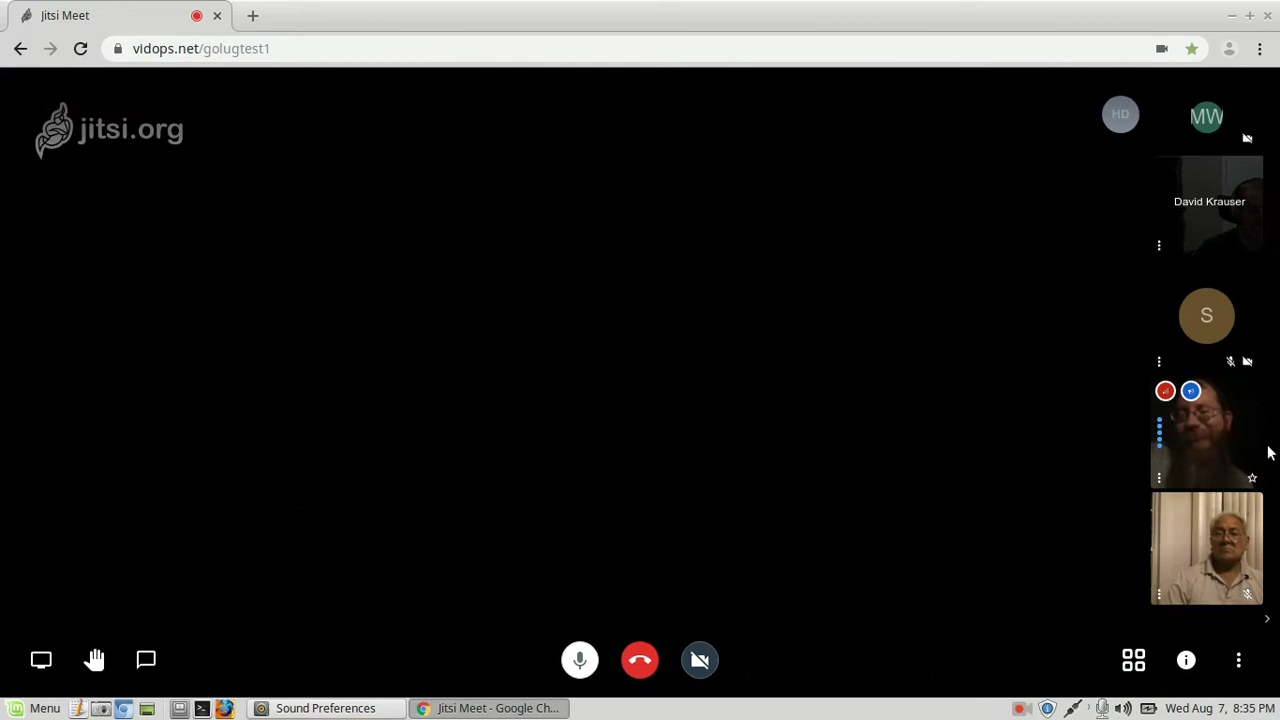 Jitsi Meet
vidops.net/golugtest1
jitsi.org
HD
MW
David Krauser
S
Menu
Sound Preferences
Jitsi Meet - Google Ch...
Wed Aug 7, 8:35 PM